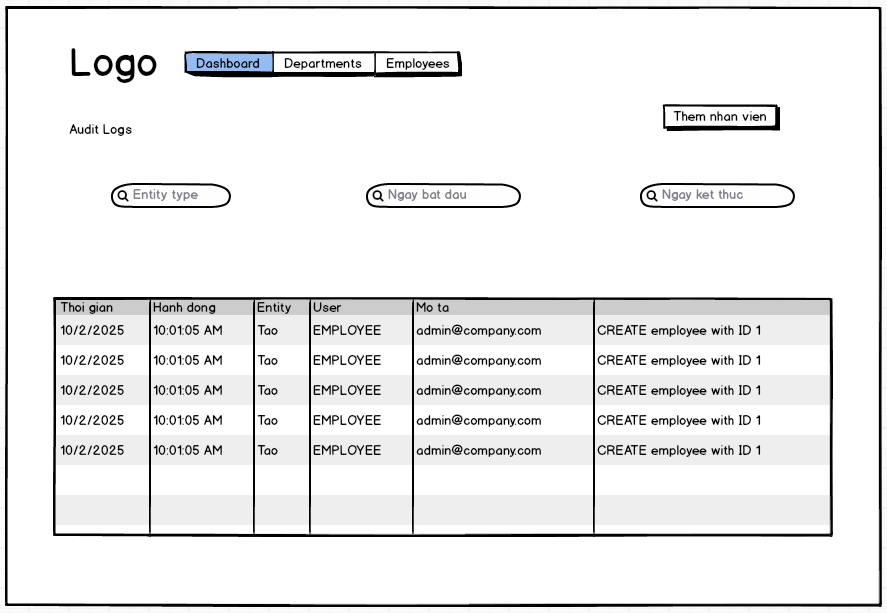 Logo
Dashboard Departments Employees
Them nhan vien
Audit Logs
Entity type Ngay bat dau Ngay ket thuc
Thoi gian Hanh dong Entity User Mo ta
10/2/2025 10:01:05 AM Tao EMPLOYEE admin@company.com CREATE employee with ID 1
10/2/2025 10:01:05 AM Tao EMPLOYEE admin@company.com CREATE employee with ID 1
10/2/2025 10:01:05 AM Tao EMPLOYEE admin@company.com CREATE employee with ID 1
10/2/2025 10:01:05 AM Tao EMPLOYEE admin@company.com CREATE employee with ID 1
10/2/2025 10:01:05 AM Tao EMPLOYEE admin@company.com CREATE employee with ID 1